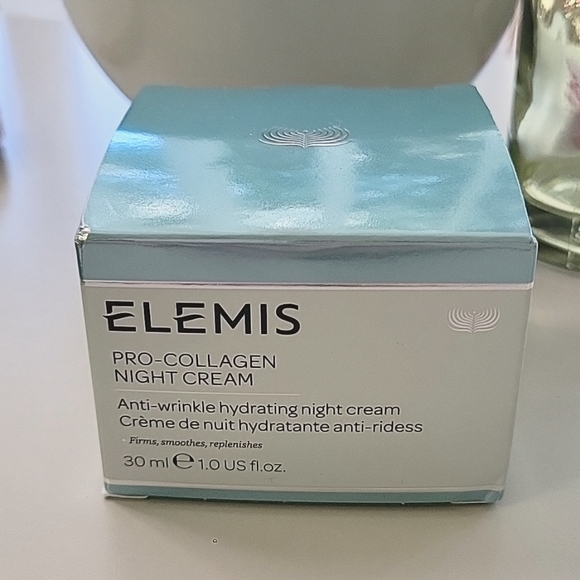 ELEMIS
PRO-COLLAGEN
NIGHT CREAM
Anti-wrinkle hydrating night cream
Crème de nuit hydratante anti-ridess
Firms, smoothes, replenishes
30 ml ℮ 1.0 US fl.oz.